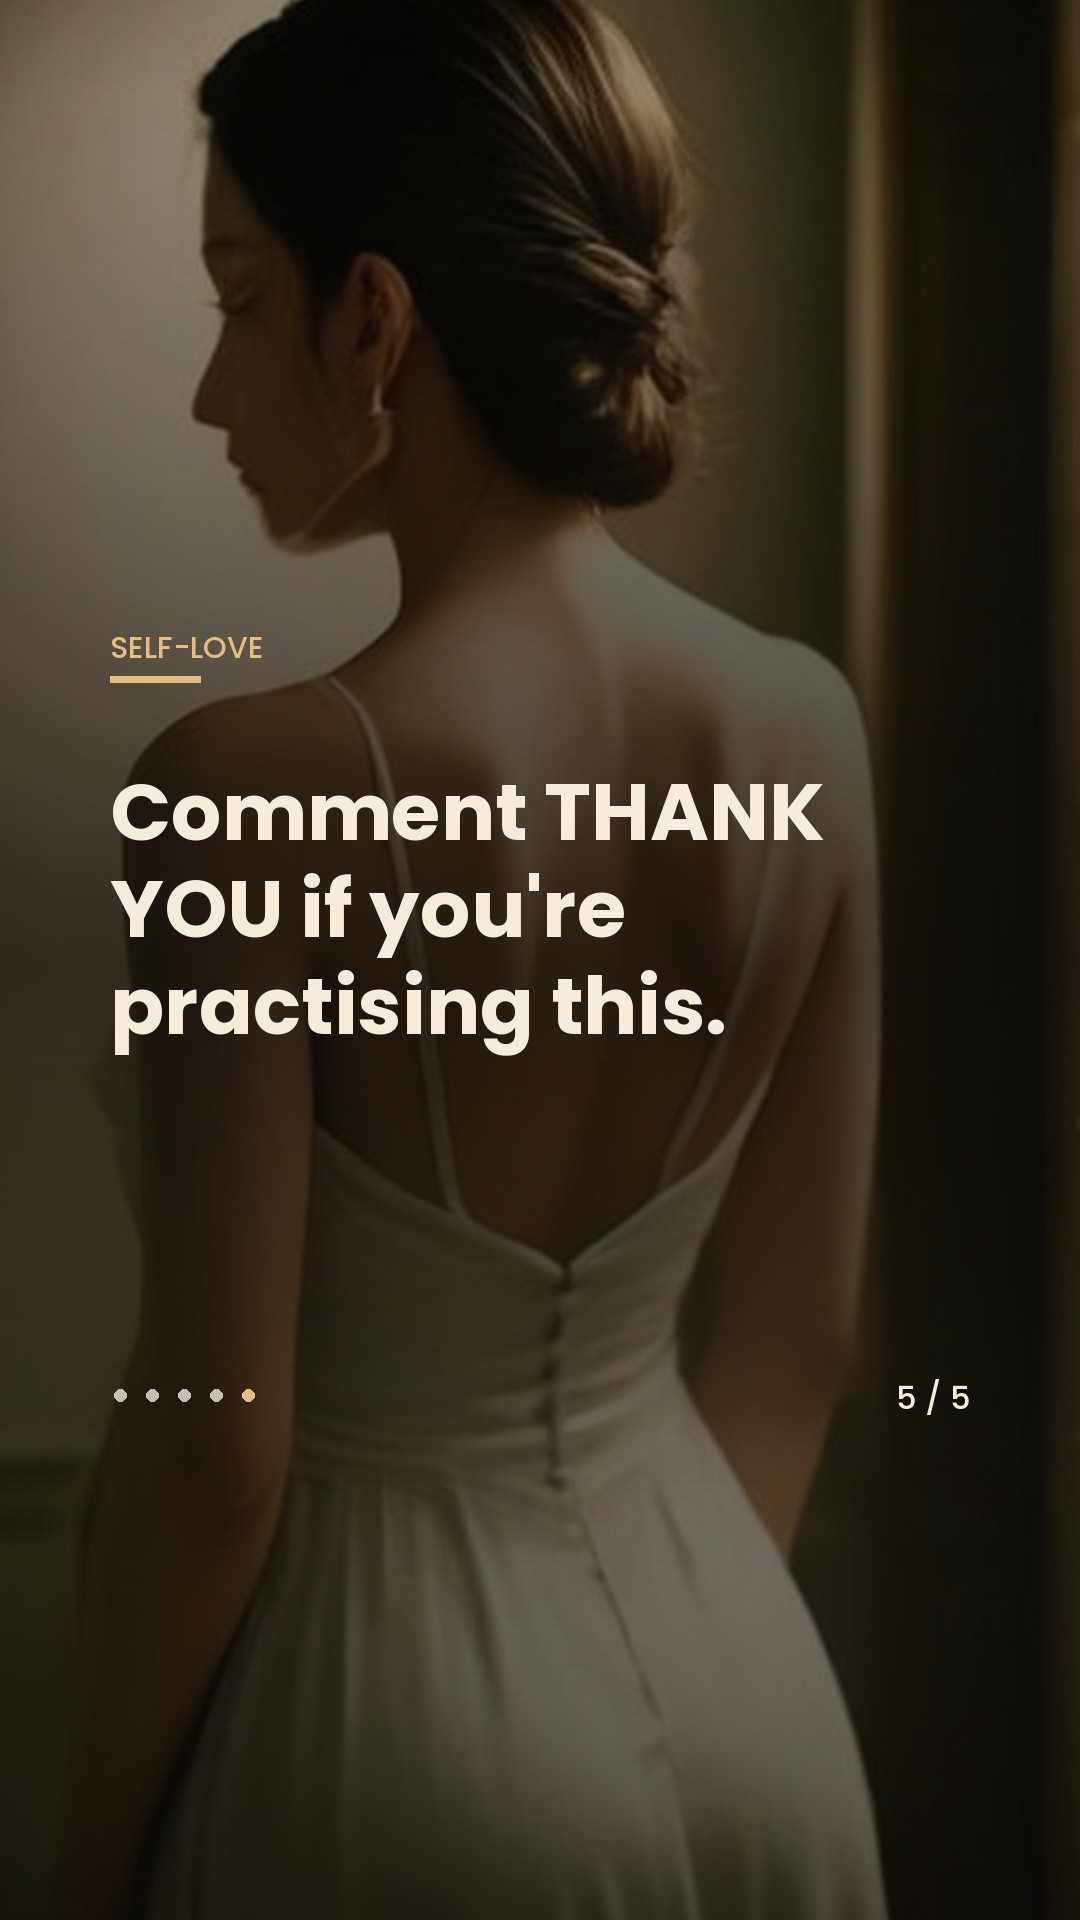 SELF-LOVE
Comment THANK
YOU if you're
practising this.
5 / 5